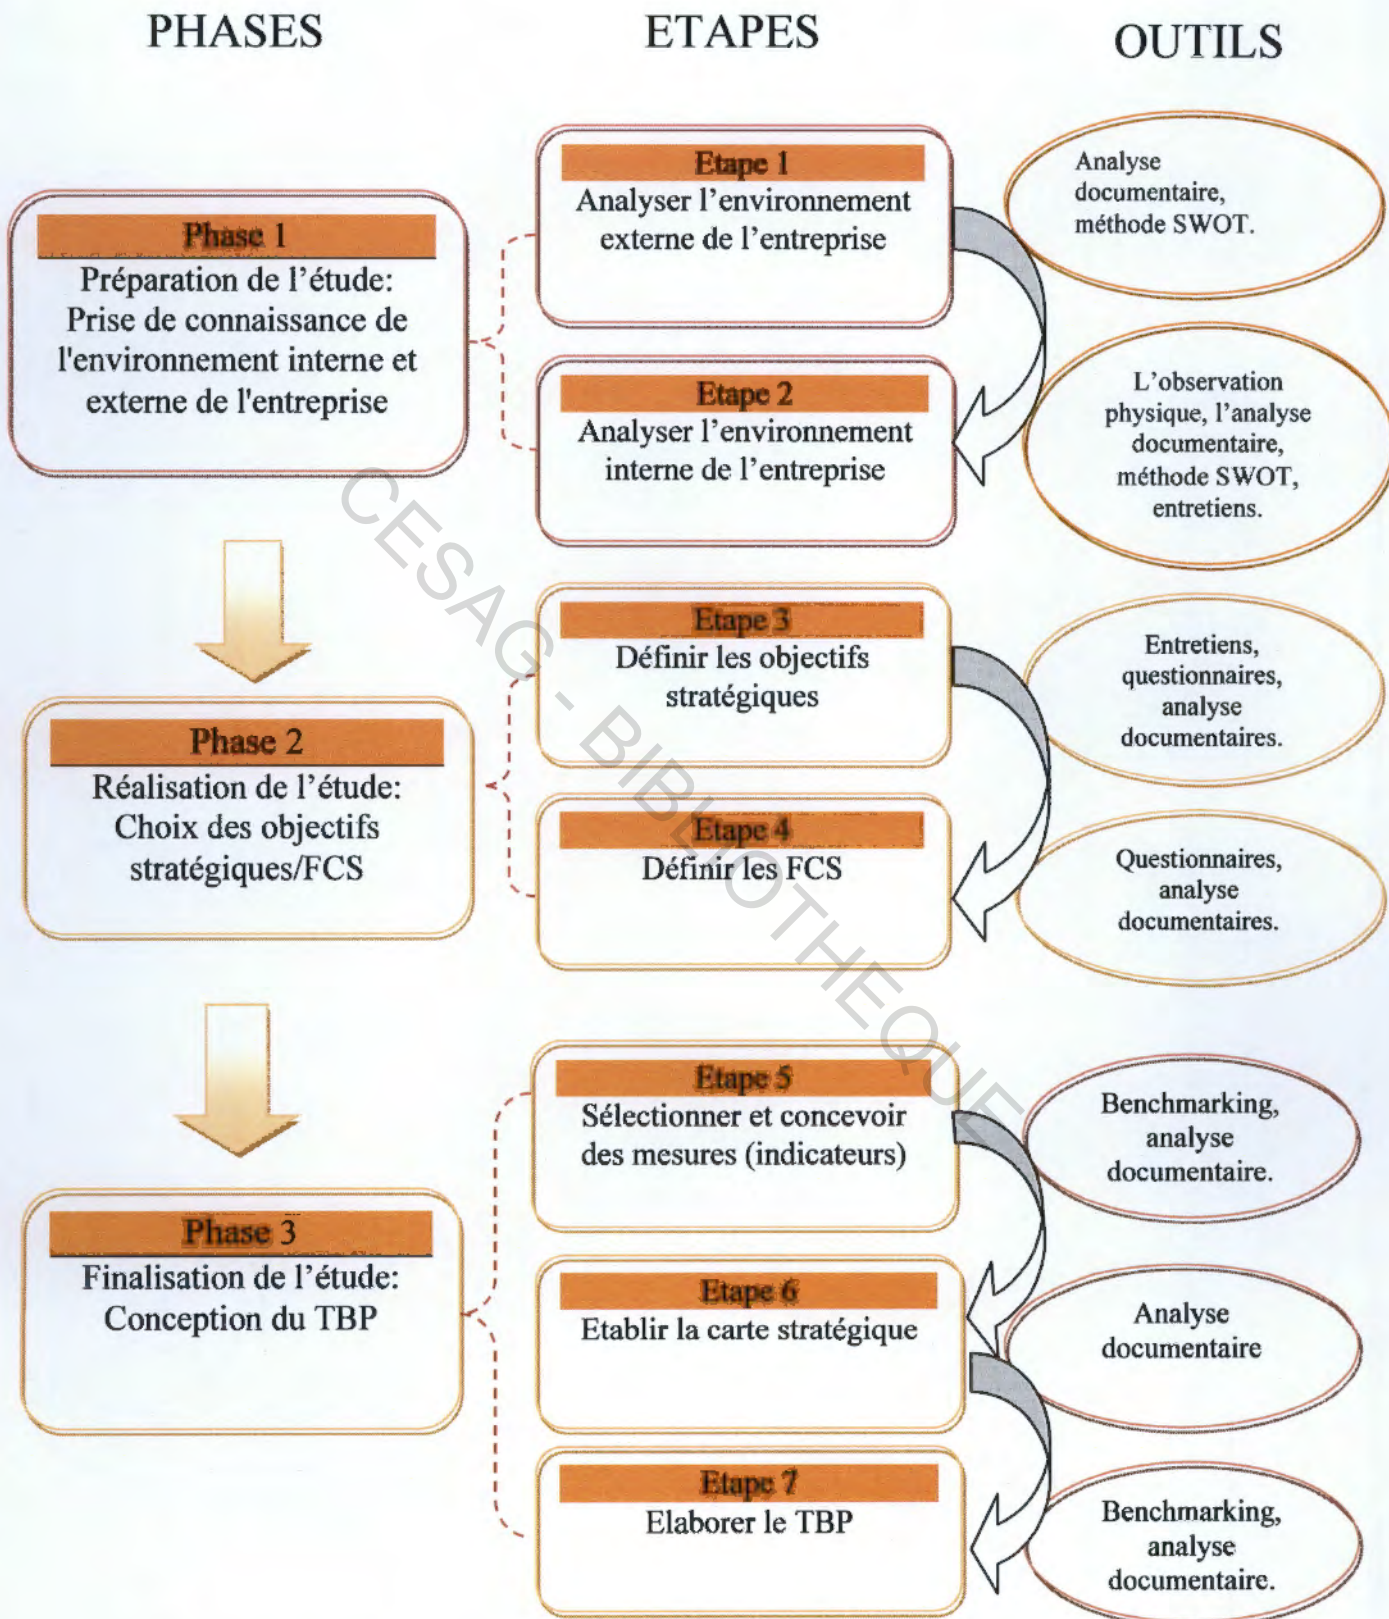 PHASES
ETAPES
OUTILS
Phase 1
Préparation de l'étude:
Prise de connaissance de
l'environnement interne et
externe de l'entreprise
Etape 1
Analyser l'environnement
externe de l'entreprise
Analyse
documentaire,
méthode SWOT.
Etape 2
Analyser l'environnement
interne de l'entreprise
L'observation
physique, l'analyse
documentaire,
méthode SWOT,
entretiens.
Phase 2
Réalisation de l'étude:
Choix des objectifs
stratégiques/FCS
Etape 3
Définir les objectifs
stratégiques
Entretiens,
questionnaires,
analyse
documentaires.
Etape 4
Définir les FCS
Questionnaires,
analyse
documentaires.
Phase 3
Finalisation de l'étude:
Conception du TBP
Etape 5
Sélectionner et concevoir
des mesures (indicateurs)
Benchmarking,
analyse
documentaire.
Etape 6
Etablir la carte stratégique
Analyse
documentaire
Etape 7
Elaborer le TBP
Benchmarking,
analyse
documentaire.
CESAG - BIBLIOTHEQUE